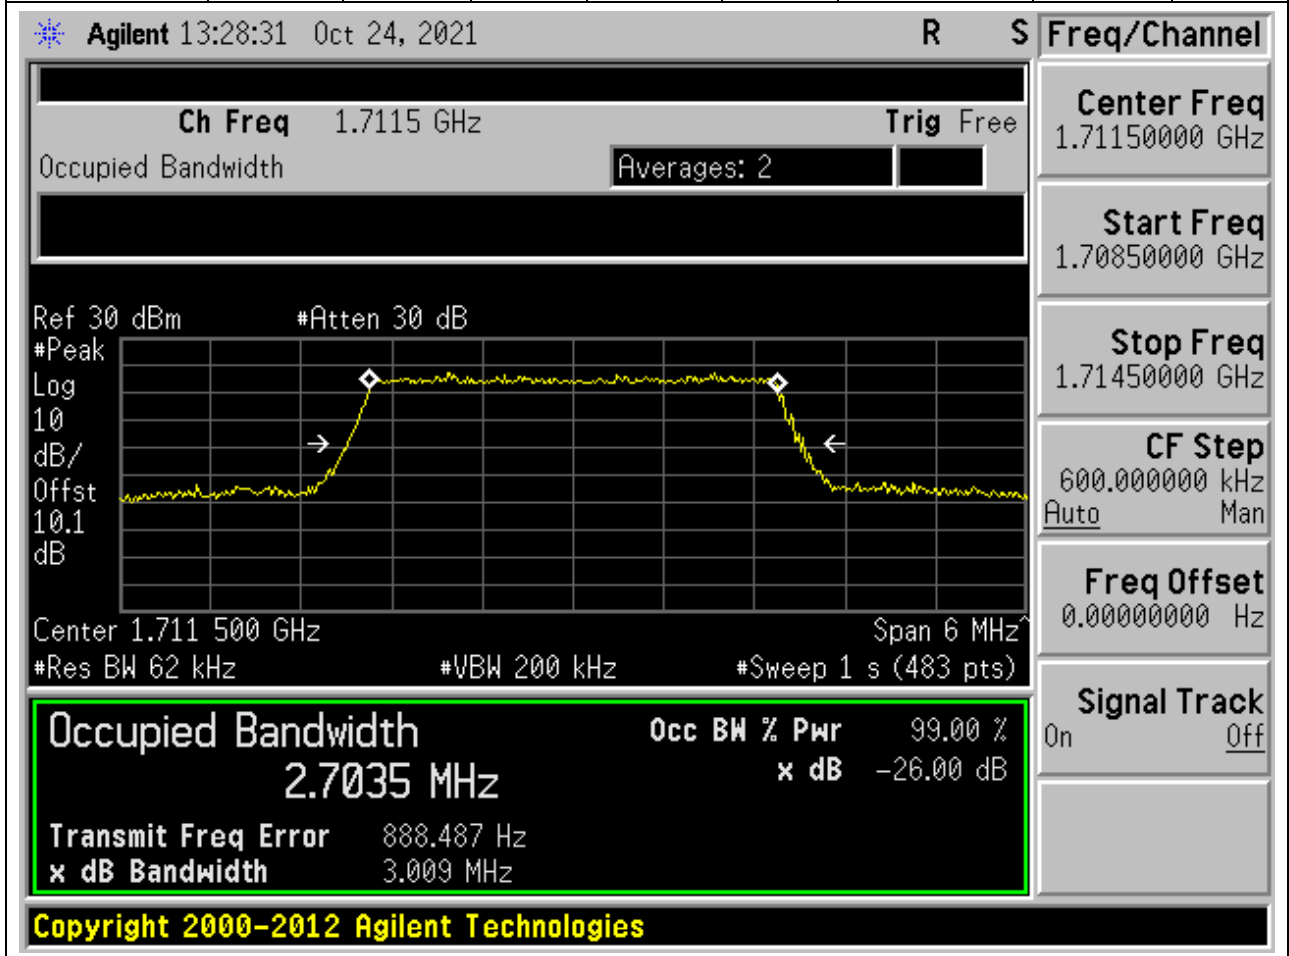 Agilent 13:28:31 Oct 24, 2021 R S
Freq/Channel
Ch Freq 1.7115 GHz Trig Free
Occupied Bandwidth Averages: 2
Ref 30 dBm #Atten 30 dB
#Peak
Log
10
dB/
Offst
10.1
dB
Center 1.711 500 GHz Span 6 MHz^
#Res BW 62 kHz #VBW 200 kHz #Sweep 1 s (483 pts)
Occupied Bandwidth Occ BW % Pwr 99.00 %
2.7035 MHz x dB -26.00 dB
Transmit Freq Error 888.487 Hz
x dB Bandwidth 3.009 MHz
Center Freq
1.71150000 GHz
Start Freq
1.70850000 GHz
Stop Freq
1.71450000 GHz
CF Step
600.000000 kHz
Auto Man
Freq Offset
0.00000000 Hz
Signal Track
On Off
Copyright 2000-2012 Agilent Technologies